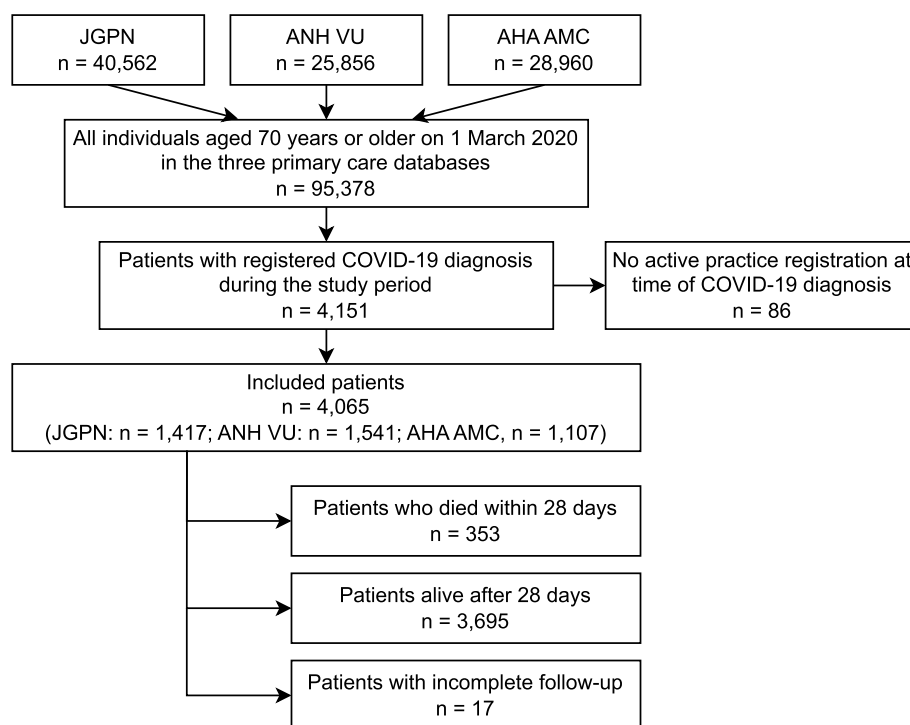 JGPN
n = 40,562
ANH VU
n = 25,856
AHA AMC
n = 28,960
All individuals aged 70 years or older on 1 March 2020
in the three primary care databases
n = 95,378
Patients with registered COVID-19 diagnosis
during the study period
n = 4,151
No active practice registration at
time of COVID-19 diagnosis
n = 86
Included patients
n = 4,065
(JGPN: n = 1,417; ANH VU: n = 1,541; AHA AMC, n = 1,107)
Patients who died within 28 days
n = 353
Patients alive after 28 days
n = 3,695
Patients with incomplete follow-up
n = 17